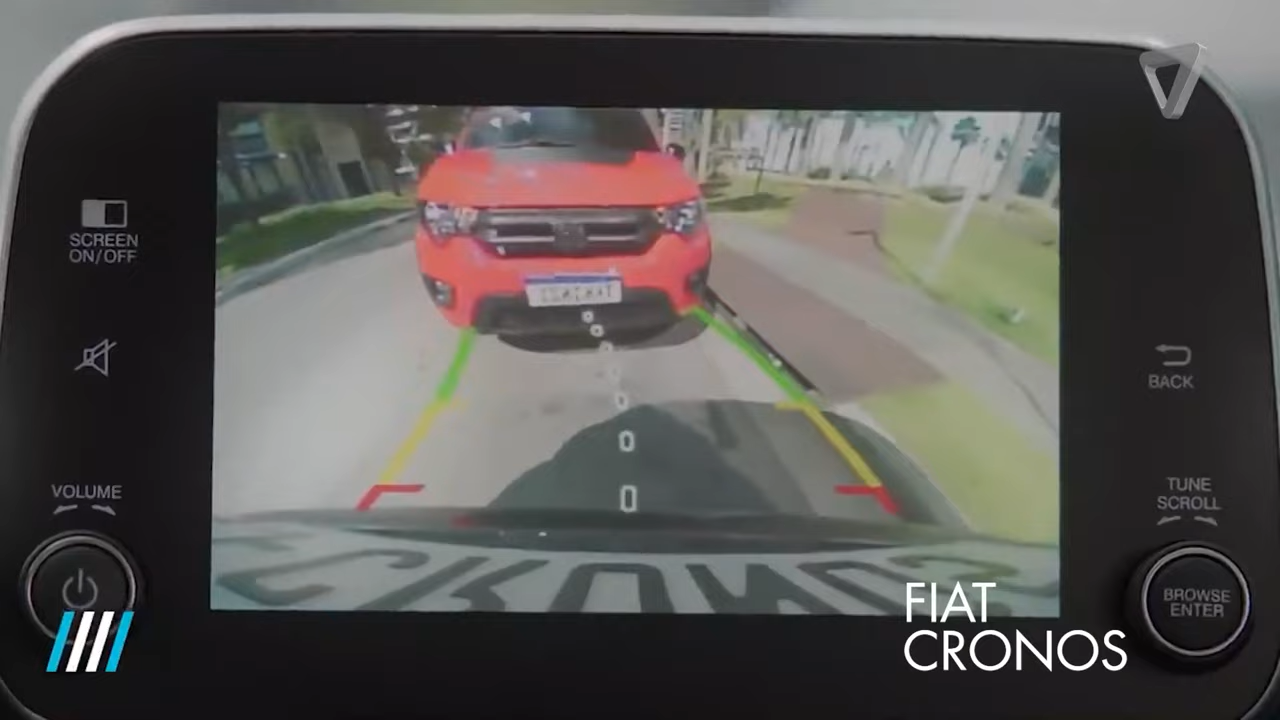 SCREEN
ON/OFF
VOLUME
BACK
TUNE
SCROLL
BROWSE
ENTER
FIAT
CRONOS